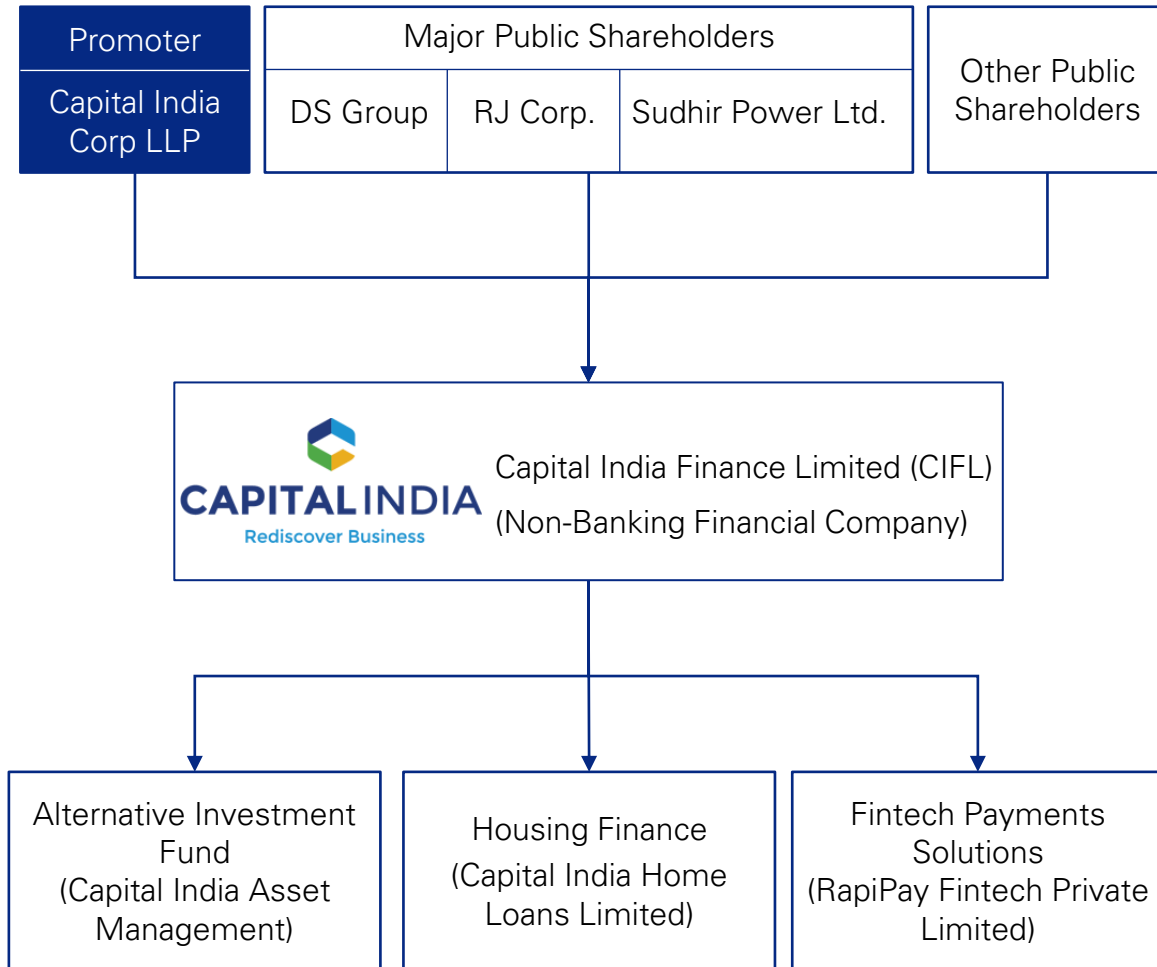 Promoter
Capital India
Corp LLP
Major Public Shareholders
DS Group
RJ Corp.
Sudhir Power Ltd.
Other Public
Shareholders
CAPITALINDIA
Rediscover Business
Capital India Finance Limited (CIFL)
(Non-Banking Financial Company)
Alternative Investment
Fund
(Capital India Asset
Management)
Housing Finance
(Capital India Home
Loans Limited)
Fintech Payments
Solutions
(RapiPay Fintech Private
Limited)